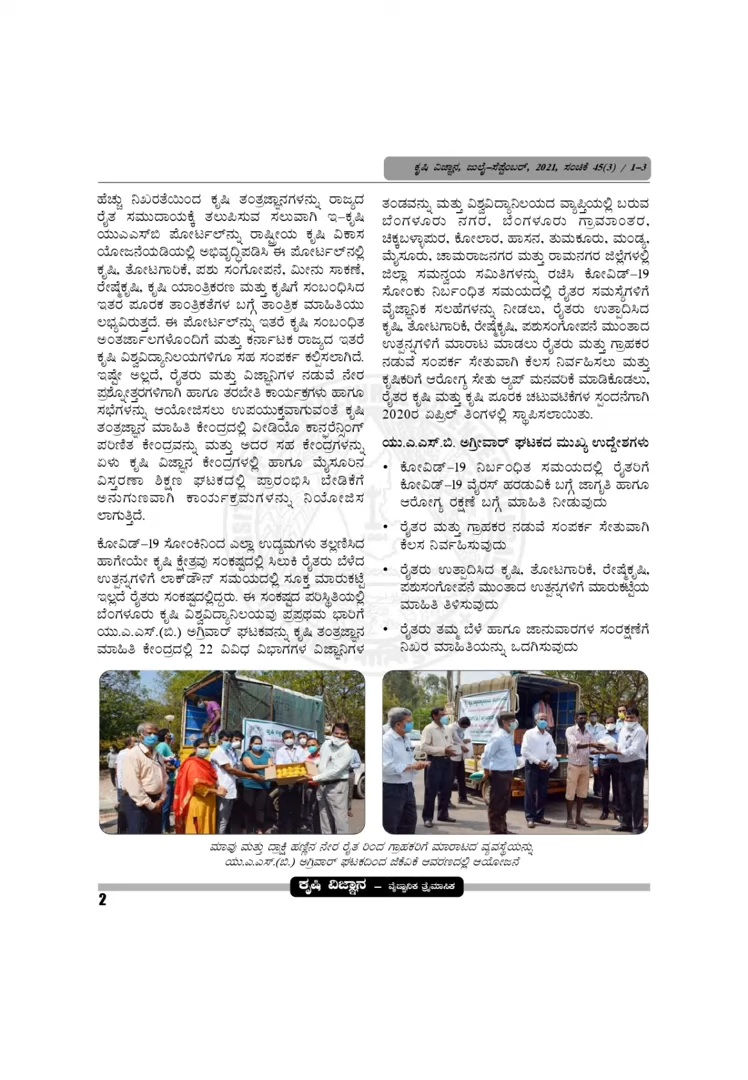 ಕೃಷಿ ವಿಜ್ಞಾನ, ಜುಲೈ–ಸೆಪ್ಟೆಂಬರ್, 2021, ಸಂಚಿಕೆ 45(3) / 1–3
ಹೆಚ್ಚು ನಿಖರತೆಯಿಂದ ಕೃಷಿ ತಂತ್ರಜ್ಞಾನಗಳನ್ನು ರಾಜ್ಯದ
ರೈತ ಸಮುದಾಯಕ್ಕೆ ತಲುಪಿಸುವ ಸಲುವಾಗಿ ಇ–ಕೃಷಿ
ಯುಎಎಸ್‌ಬಿ ಪೋರ್ಟಲ್‌ನ್ನು ರಾಷ್ಟ್ರೀಯ ಕೃಷಿ ವಿಕಾಸ
ಯೋಜನೆಯಡಿಯಲ್ಲಿ ಅಭಿವೃದ್ಧಿಪಡಿಸಿ ಈ ಪೋರ್ಟಲ್‌ನಲ್ಲಿ
ಕೃಷಿ, ತೋಟಗಾರಿಕೆ, ಪಶು ಸಂಗೋಪನೆ, ಮೀನು ಸಾಕಣೆ,
ರೇಷ್ಮೆಕೃಷಿ, ಕೃಷಿ ಯಾಂತ್ರಿಕರಣ ಮತ್ತು ಕೃಷಿಗೆ ಸಂಬಂಧಿಸಿದ
ಇತರ ಪೂರಕ ತಾಂತ್ರಿಕತೆಗಳ ಬಗ್ಗೆ ತಾಂತ್ರಿಕ ಮಾಹಿತಿಯು
ಲಭ್ಯವಿರುತ್ತದೆ. ಈ ಪೋರ್ಟಲ್‌ನ್ನು ಇತರೆ ಕೃಷಿ ಸಂಬಂಧಿತ
ಅಂತರ್ಜಾಲಗಳೊಂದಿಗೆ ಮತ್ತು ಕರ್ನಾಟಕ ರಾಜ್ಯದ ಇತರೆ
ಕೃಷಿ ವಿಶ್ವವಿದ್ಯಾನಿಲಯಗಳಿಗೂ ಸಹ ಸಂಪರ್ಕ ಕಲ್ಪಿಸಲಾಗಿದೆ.
ಇಷ್ಟೇ ಅಲ್ಲದೆ, ರೈತರು ಮತ್ತು ವಿಜ್ಞಾನಿಗಳ ನಡುವೆ ನೇರ
ಪ್ರಶ್ನೋತ್ತರಗಳಿಗಾಗಿ ಹಾಗೂ ತರಬೇತಿ ಕಾರ್ಯಕ್ರಗಳು ಹಾಗೂ
ಸಭೆಗಳನ್ನು ಆಯೋಜಿಸಲು ಉಪಯುಕ್ತವಾಗುವಂತೆ ಕೃಷಿ
ತಂತ್ರಜ್ಞಾನ ಮಾಹಿತಿ ಕೇಂದ್ರದಲ್ಲಿ ವೀಡಿಯೊ ಕಾನ್ಫರೆನ್ಸಿಂಗ್
ಪರಿಣಿತ ಕೇಂದ್ರವನ್ನು ಮತ್ತು ಅದರ ಸಹ ಕೇಂದ್ರಗಳನ್ನು
ಏಳು ಕೃಷಿ ವಿಜ್ಞಾನ ಕೇಂದ್ರಗಳಲ್ಲಿ ಹಾಗೂ ಮೈಸೂರಿನ
ವಿಸ್ತರಣಾ ಶಿಕ್ಷಣ ಘಟಕದಲ್ಲಿ ಪ್ರಾರಂಭಿಸಿ ಬೇಡಿಕೆಗೆ
ಅನುಗುಣವಾಗಿ ಕಾರ್ಯಕ್ರಮಗಳನ್ನು ನಿಯೋಜಿಸ
ಲಾಗುತ್ತಿದೆ.
ಕೋವಿಡ್–19 ಸೋಂಕಿನಿಂದ ಎಲ್ಲಾ ಉದ್ಯಮಗಳು ತಲ್ಲಣಿಸಿದ
ಹಾಗೇಯೇ ಕೃಷಿ ಕ್ಷೇತ್ರವು ಸಂಕಷ್ಟದಲ್ಲಿ ಸಿಲುಕಿ ರೈತರು ಬೆಳೆದ
ಉತ್ಪನ್ನಗಳಿಗೆ ಲಾಕ್‌ಡೌನ್ ಸಮಯದಲ್ಲಿ ಸೂಕ್ತ ಮಾರುಕಟ್ಟೆ
ಇಲ್ಲದೆ ರೈತರು ಸಂಕಷ್ಟದಲ್ಲಿದ್ದರು. ಈ ಸಂಕಷ್ಟದ ಪರಿಸ್ಥಿತಿಯಲ್ಲಿ
ಬೆಂಗಳೂರು ಕೃಷಿ ವಿಶ್ವವಿದ್ಯಾನಿಲಯವು ಪ್ರಪ್ರಥಮ ಭಾರಿಗೆ
ಯು.ಎ.ಎಸ್.(ಬಿ.) ಅಗ್ರಿವಾರ್ ಘಟಕವನ್ನು ಕೃಷಿ ತಂತ್ರಜ್ಞಾನ
ಮಾಹಿತಿ ಕೇಂದ್ರದಲ್ಲಿ 22 ವಿವಿಧ ವಿಭಾಗಗಳ ವಿಜ್ಞಾನಿಗಳ
ತಂಡವನ್ನು ಮತ್ತು ವಿಶ್ವವಿದ್ಯಾನಿಲಯದ ವ್ಯಾಪ್ತಿಯಲ್ಲಿ ಬರುವ
ಬೆಂಗಳೂರು ನಗರ, ಬೆಂಗಳೂರು ಗ್ರಾಮಾಂತರ,
ಚಿಕ್ಕಬಳ್ಳಾಪುರ, ಕೋಲಾರ, ಹಾಸನ, ತುಮಕೂರು, ಮಂಡ್ಯ,
ಮೈಸೂರು, ಚಾಮರಾಜನಗರ ಮತ್ತು ರಾಮನಗರ ಜಿಲ್ಲೆಗಳಲ್ಲಿ
ಜಿಲ್ಲಾ ಸಮನ್ವಯ ಸಮಿತಿಗಳನ್ನು ರಚಿಸಿ ಕೋವಿಡ್–19
ಸೋಂಕು ನಿರ್ಬಂಧಿತ ಸಮಯದಲ್ಲಿ ರೈತರ ಸಮಸ್ಯೆಗಳಿಗೆ
ವೈಜ್ಞಾನಿಕ ಸಲಹೆಗಳನ್ನು ನೀಡಲು, ರೈತರು ಉತ್ಪಾದಿಸಿದ
ಕೃಷಿ, ತೋಟಗಾರಿಕೆ, ರೇಷ್ಮೆಕೃಷಿ, ಪಶುಸಂಗೋಪನೆ ಮುಂತಾದ
ಉತ್ಪನ್ನಗಳಿಗೆ ಮಾರಾಟ ಮಾಡಲು ರೈತರು ಮತ್ತು ಗ್ರಾಹಕರ
ನಡುವೆ ಸಂಪರ್ಕ ಸೇತುವಾಗಿ ಕೆಲಸ ನಿರ್ವಹಿಸಲು ಮತ್ತು
ಕೃಷಿಕರಿಗೆ ಆರೋಗ್ಯ ಸೇತು ಆ್ಯಪ್ ಮನವರಿಕೆ ಮಾಡಿಕೊಡಲು,
ರೈತರ ಕೃಷಿ ಮತ್ತು ಕೃಷಿ ಪೂರಕ ಚಟುವಟಿಕೆಗಳ ಸ್ಪಂದನೆಗಾಗಿ
2020ರ ಏಪ್ರಿಲ್ ತಿಂಗಳಲ್ಲಿ ಸ್ಥಾಪಿಸಲಾಯಿತು.
ಯು.ಎ.ಎಸ್.ಬಿ. ಅಗ್ರೀವಾರ್ ಘಟಕದ ಮುಖ್ಯ ಉದ್ದೇಶಗಳು
• ಕೋವಿಡ್–19 ನಿರ್ಬಂಧಿತ ಸಮಯದಲ್ಲಿ ರೈತರಿಗೆ
ಕೋವಿಡ್–19 ವೈರಸ್ ಹರಡುವಿಕೆ ಬಗ್ಗೆ ಜಾಗೃತಿ ಹಾಗೂ
ಆರೋಗ್ಯ ರಕ್ಷಣೆ ಬಗ್ಗೆ ಮಾಹಿತಿ ನೀಡುವುದು
• ರೈತರ ಮತ್ತು ಗ್ರಾಹಕರ ನಡುವೆ ಸಂಪರ್ಕ ಸೇತುವಾಗಿ
ಕೆಲಸ ನಿರ್ವಹಿಸುವುದು
• ರೈತರು ಉತ್ಪಾದಿಸಿದ ಕೃಷಿ, ತೋಟಗಾರಿಕೆ, ರೇಷ್ಮೆಕೃಷಿ,
ಪಶುಸಂಗೋಪನೆ ಮುಂತಾದ ಉತ್ಪನ್ನಗಳಿಗೆ ಮಾರುಕಟ್ಟೆಯ
ಮಾಹಿತಿ ತಿಳಿಸುವುದು
• ರೈತರು ತಮ್ಮ ಬೆಳೆ ಹಾಗೂ ಜಾನುವಾರಗಳ ಸಂರಕ್ಷಣೆಗೆ
ನಿಖರ ಮಾಹಿತಿಯನ್ನು ಒದಗಿಸುವುದು
ಮಾವು ಮತ್ತು ದ್ರಾಕ್ಷಿ ಹಣ್ಣಿನ ನೇರ ರೈತ ರಿಂದ ಗ್ರಾಹಕರಿಗೆ ಮಾರಾಟದ ವ್ಯವಸ್ಥೆಯನ್ನು
ಯು.ಎ.ಎಸ್.(ಬಿ.) ಅಗ್ರಿವಾರ್ ಘಟಕದಿಂದ ಜಿಕೆವಿಕೆ ಆವರಣದಲ್ಲಿ ಆಯೋಜನೆ
ಕೃಷಿ ವಿಜ್ಞಾನ – ವೈಜ್ಞಾನಿಕ ತ್ರೈಮಾಸಿಕ
2